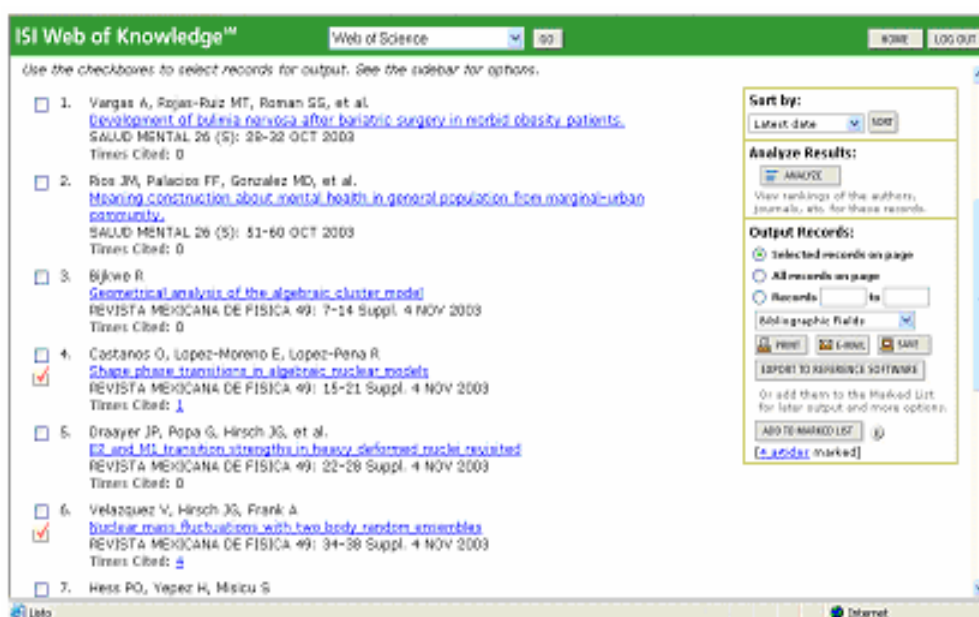 ISI Web of Knowledge℠
Web of Science
GO
HOME
LOG OUT
Use the checkboxes to select records for output. See the sidebar for options.
1. Vargas A, Rojas-Ruiz MT, Roman SS, et al.
Development of bulimia nervosa after bariatric surgery in morbid obesity patients.
SALUD MENTAL 26 (5): 28-32 OCT 2003
Times Cited: 0
2. Rios JM, Palacios FF, Gonzalez MD, et al.
Meaning construction about mental health in general population from marginal-urban
community.
SALUD MENTAL 26 (5): 51-60 OCT 2003
Times Cited: 0
3. Bijkwe R
Geometrical analysis of the algebraic cluster model
REVISTA MEXICANA DE FISICA 49: 7-14 Suppl. 4 NOV 2003
Times Cited: 0
4. Castanos O, Lopez-Moreno E, Lopez-Pena R
Shape phase transitions in algebraic nuclear models
REVISTA MEXICANA DE FISICA 49: 15-21 Suppl. 4 NOV 2003
Times Cited: 1
5. Draayer JP, Popa G, Hirsch JG, et al.
E2 and M1 transition strengths in heavy deformed nuclei revisited
REVISTA MEXICANA DE FISICA 49: 22-28 Suppl. 4 NOV 2003
Times Cited: 0
6. Velazquez V, Hirsch JG, Frank A
Nuclear mass fluctuations with two body random ensembles
REVISTA MEXICANA DE FISICA 49: 34-38 Suppl. 4 NOV 2003
Times Cited: 4
7. Hess PO, Yepez H, Misicu S
Sort by:
Latest date
SORT
Analyze Results:
ANALYZE
View rankings of the authors,
journals, etc. for these records.
Output Records:
Selected records on page
All records on page
Records to
Bibliographic Fields
PRINT
E-MAIL
SAVE
EXPORT TO REFERENCE SOFTWARE
Or add them to the Marked List
for later output and more options.
ADD TO MARKED LIST
[4 articles marked]
Listo
Internet